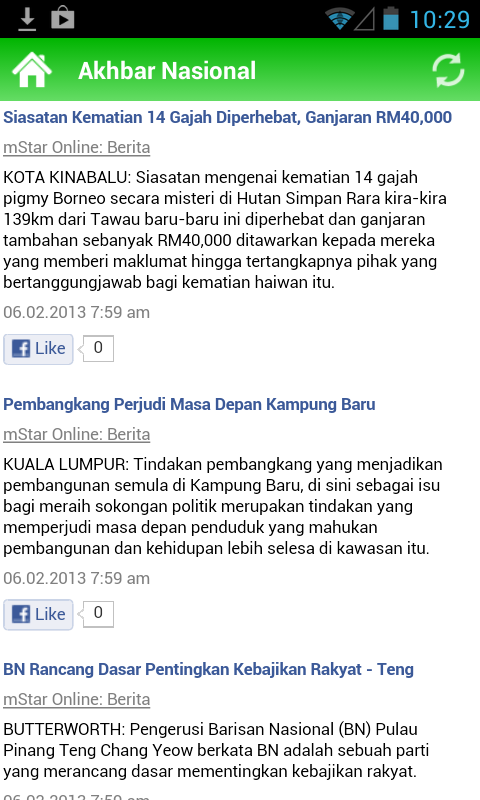 10:29
Akhbar Nasional
Siasatan Kematian 14 Gajah Diperhebat, Ganjaran RM40,000
mStar Online: Berita
KOTA KINABALU: Siasatan mengenai kematian 14 gajah
pigmy Borneo secara misteri di Hutan Simpan Rara kira-kira
139km dari Tawau baru-baru ini diperhebat dan ganjaran
tambahan sebanyak RM40,000 ditawarkan kepada mereka
yang memberi maklumat hingga tertangkapnya pihak yang
bertanggungjawab bagi kematian haiwan itu.
06.02.2013 7:59 am
Like 0
Pembangkang Perjudi Masa Depan Kampung Baru
mStar Online: Berita
KUALA LUMPUR: Tindakan pembangkang yang menjadikan
pembangunan semula di Kampung Baru, di sini sebagai isu
bagi meraih sokongan politik merupakan tindakan yang
memperjudi masa depan penduduk yang mahukan
pembangunan dan kehidupan lebih selesa di kawasan itu.
06.02.2013 7:59 am
Like 0
BN Rancang Dasar Pentingkan Kebajikan Rakyat - Teng
mStar Online: Berita
BUTTERWORTH: Pengerusi Barisan Nasional (BN) Pulau
Pinang Teng Chang Yeow berkata BN adalah sebuah parti
yang merancang dasar mementingkan kebajikan rakyat.
06.02.2013 7:59 am